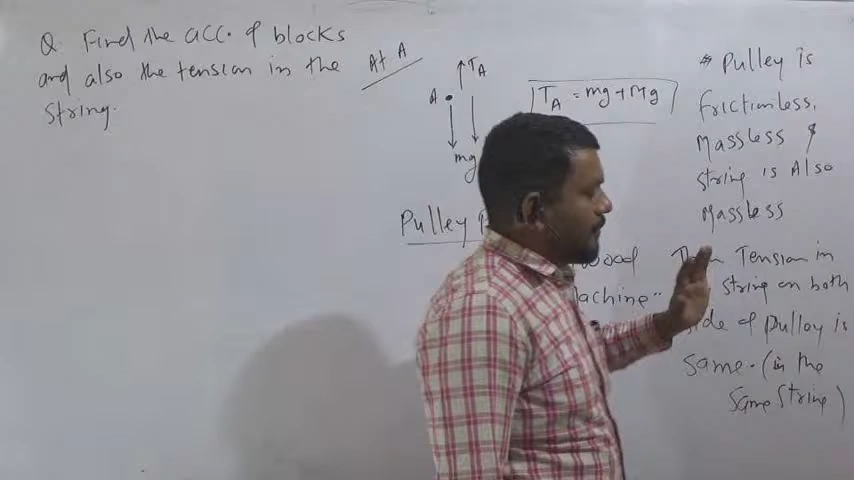 Q. Find the acc. of blocks
and also the tension in the
string.
At A
TA
A
mg
TA = mg + Mg
Pulley
wood
achine"
* Pulley is
frictionless,
Massless &
string is Also
Massless
Tension in
string on both
side of pulley is
same. (in the
same string)